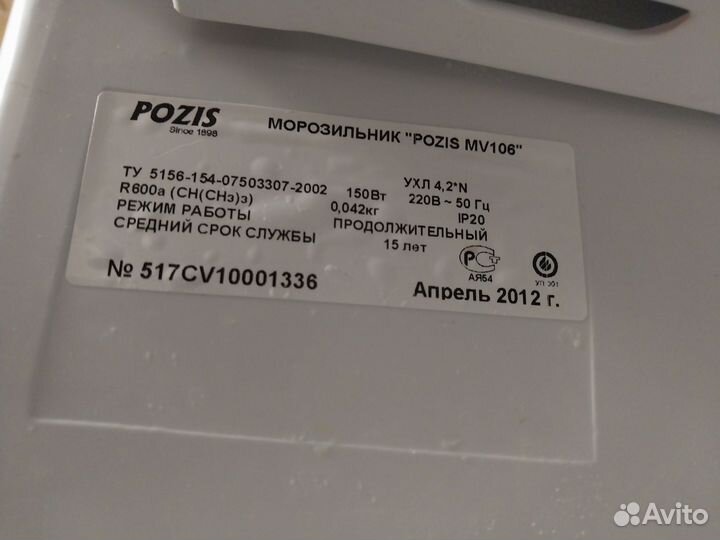 POZIS
Since 1898
МОРОЗИЛЬНИК "POZIS MV106"
ТУ 5156-154-07503307-2002 150Вт УХЛ 4,2*N
R600a (CH(CH3)3) 0,042кг 220В ~ 50 Гц
IP20
РЕЖИМ РАБОТЫ ПРОДОЛЖИТЕЛЬНЫЙ
СРЕДНИЙ СРОК СЛУЖБЫ 15 лет
РСТ
АЯ64
№ 517CV10001336
Апрель 2012 г.
Avito